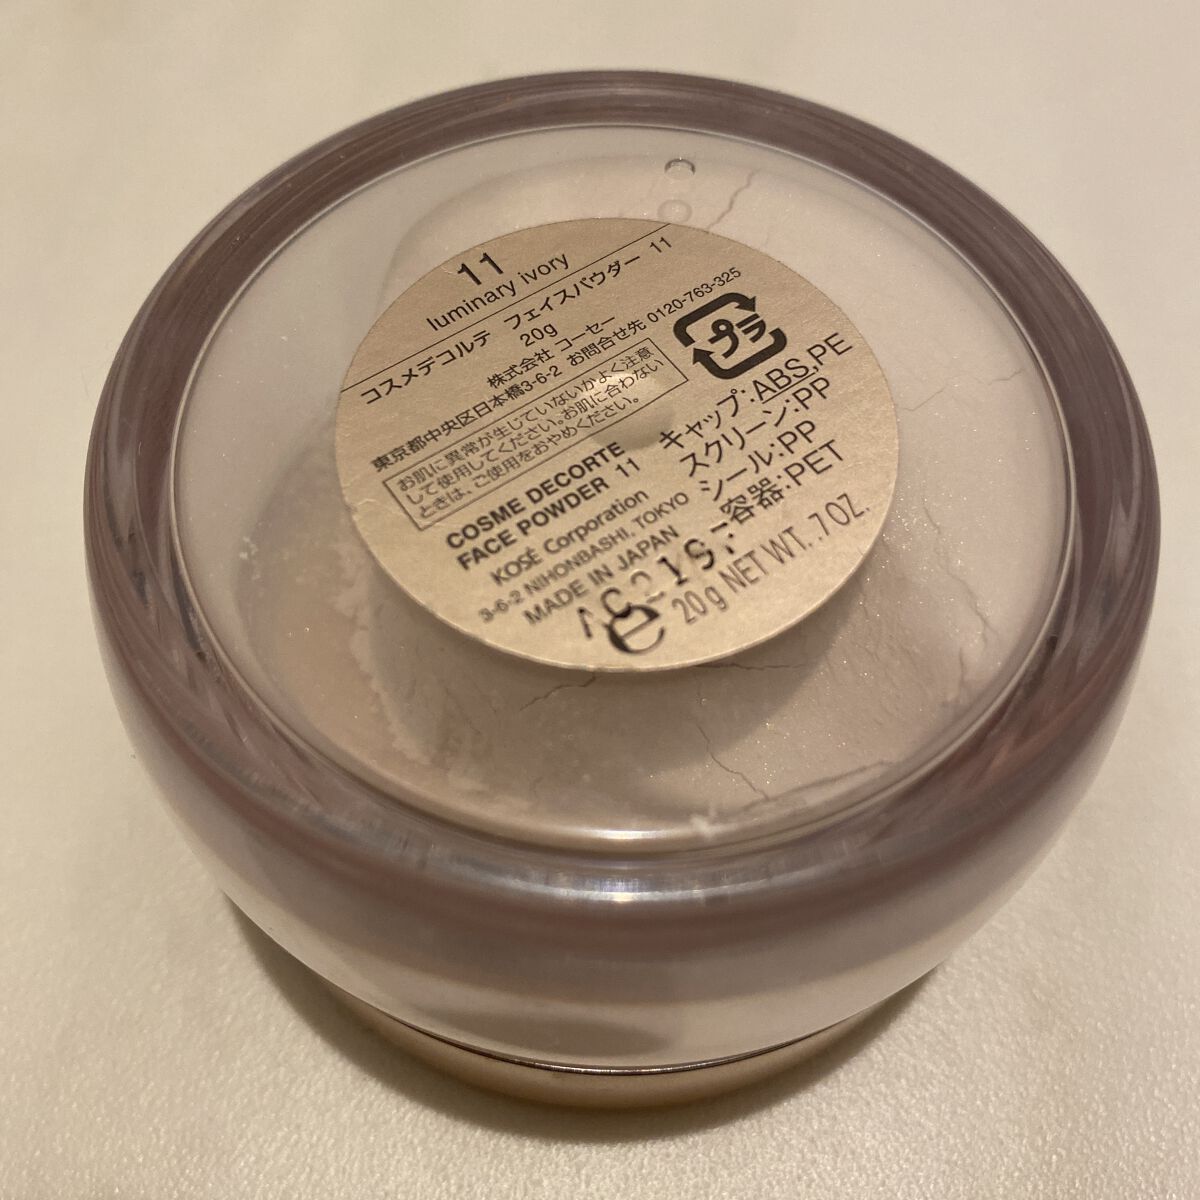 11
luminary ivory
コスメデコルテ フェイスパウダー 11
20g
株式会社 コーセー
東京都中央区日本橋3-6-2 お問合せ先 0120-763-325
お肌に異常が生じていないかよく注意
して使用してください。お肌に合わない
ときは、ご使用をおやめください。
プラ
キャップ:ABS,PE
スクリーン:PP
シール:PP
容器:PET
COSME DECORTE
FACE POWDER 11
KOSÉ Corporation
3-6-2 NIHONBASHI, TOKYO
MADE IN JAPAN
e 20g NET WT. .7 OZ.